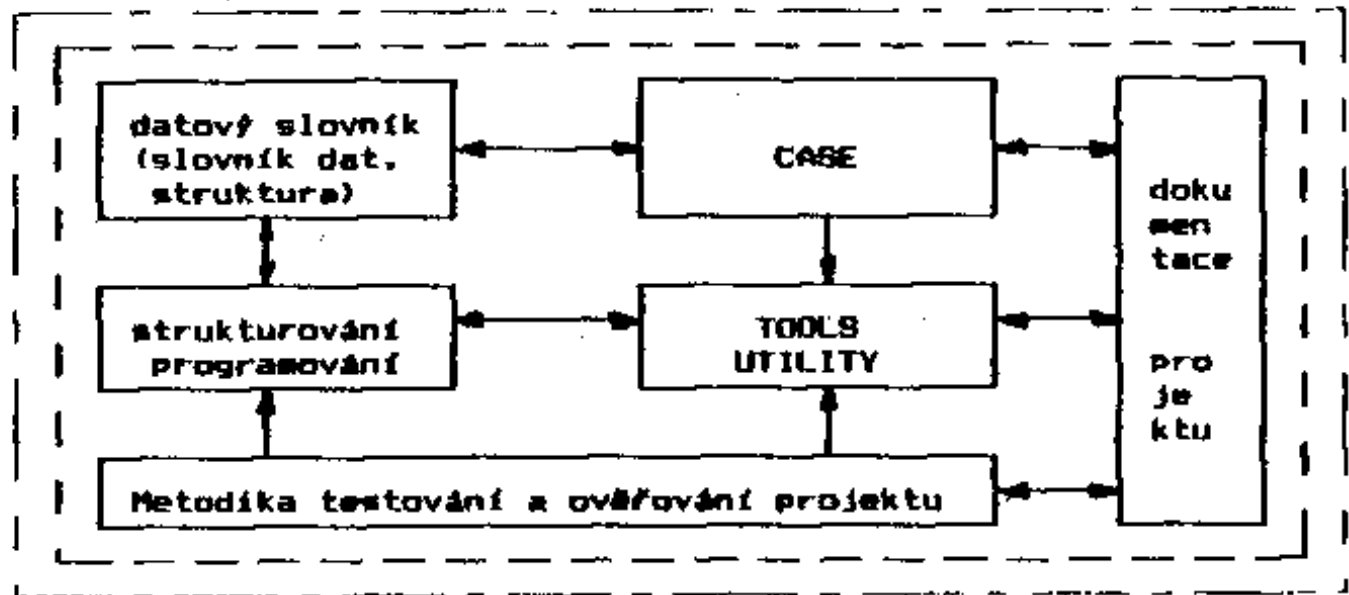 datový slovník
(slovník dat.
struktura)
CASE
doku
men
tace
pro
je
ktu
strukturování
programování
TOOLS
UTILITY
Metodika testování a ověřování projektu